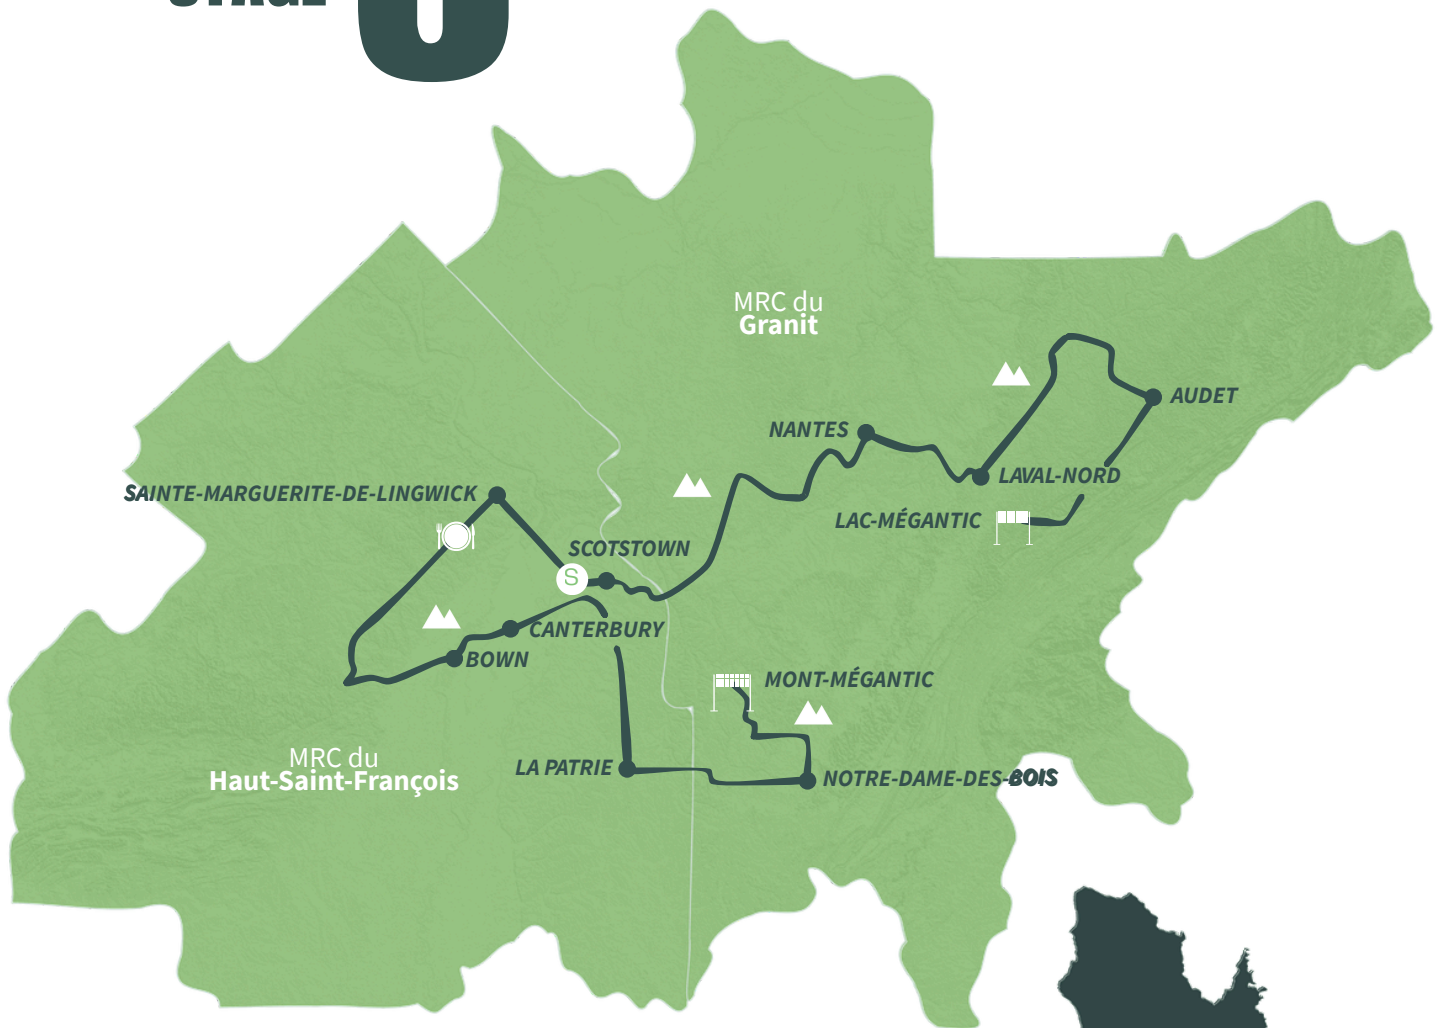 STAGE
MRC du
Granit
AUDET
NANTES
LAVAL-NORD
SAINTE-MARGUERITE-DE-LINGWICK
LAC-MÉGANTIC
SCOTSTOWN
S
CANTERBURY
BOWN
MONT-MÉGANTIC
MRC du
Haut-Saint-François
LA PATRIE
NOTRE-DAME-DES-BOIS